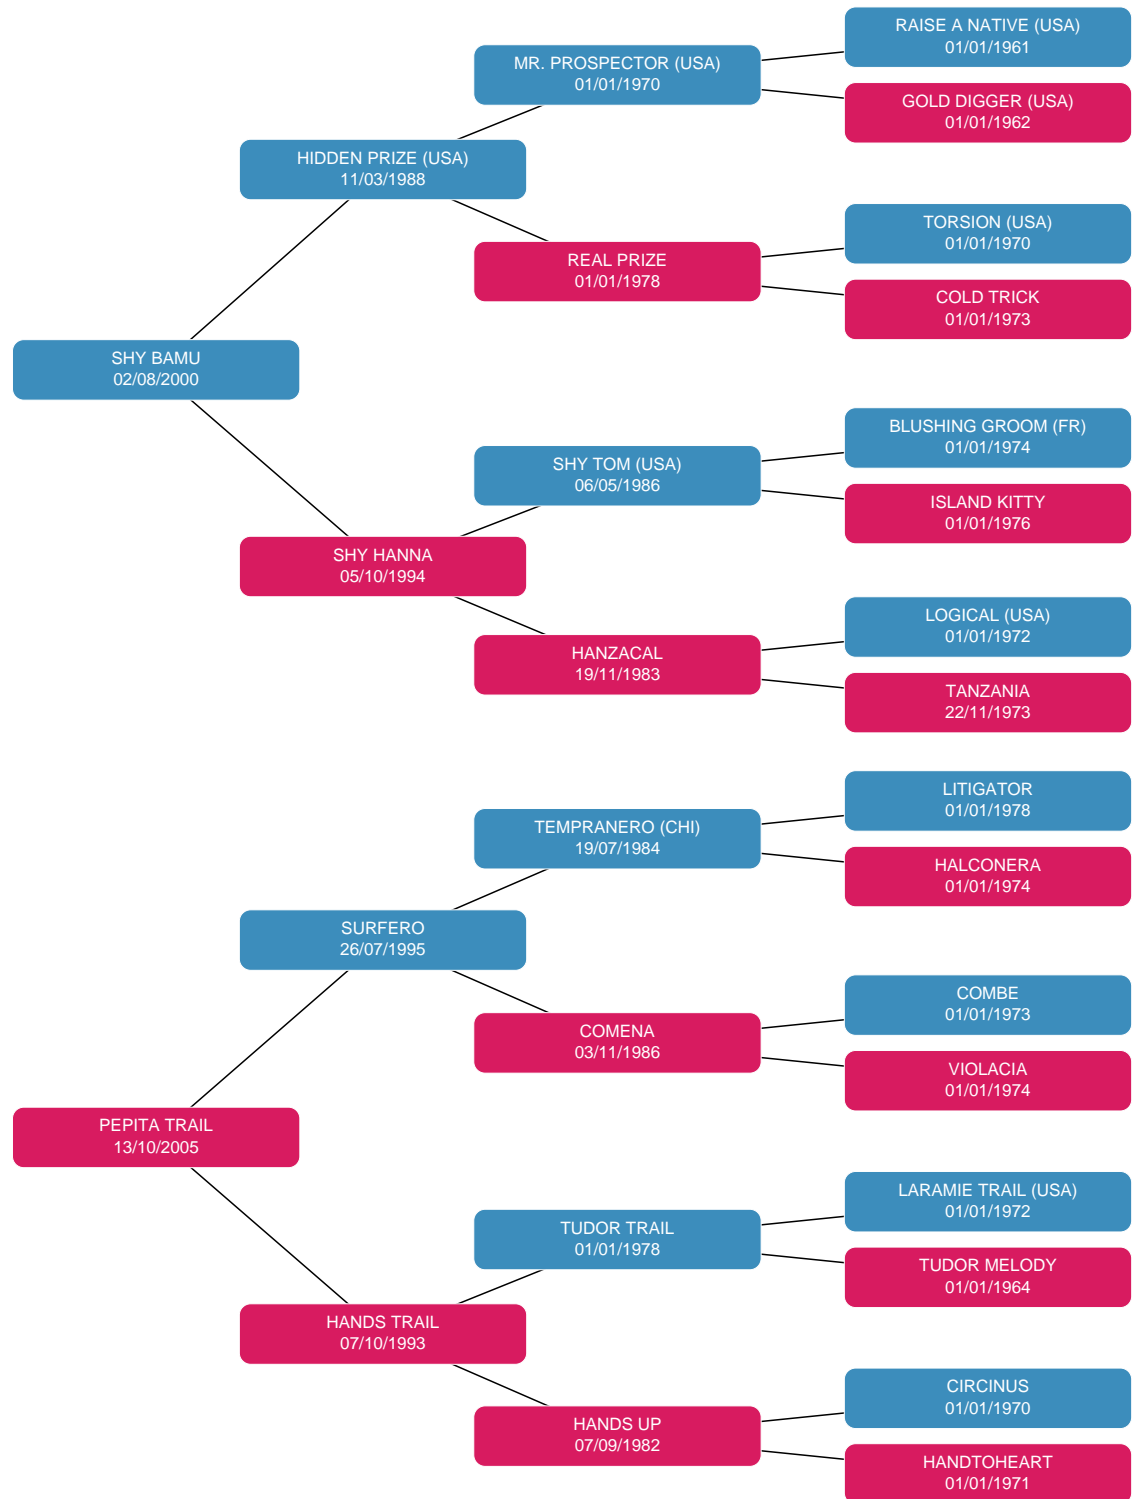 RAISE A NATIVE (USA)
01/01/1961
MR. PROSPECTOR (USA)
01/01/1970
GOLD DIGGER (USA)
01/01/1962
HIDDEN PRIZE (USA)
11/03/1988
TORSION (USA)
01/01/1970
REAL PRIZE
01/01/1978
COLD TRICK
01/01/1973
SHY BAMU
02/08/2000
BLUSHING GROOM (FR)
01/01/1974
SHY TOM (USA)
06/05/1986
ISLAND KITTY
01/01/1976
SHY HANNA
05/10/1994
LOGICAL (USA)
01/01/1972
HANZACAL
19/11/1983
TANZANIA
22/11/1973
LITIGATOR
01/01/1978
TEMPRANERO (CHI)
19/07/1984
HALCONERA
01/01/1974
SURFERO
26/07/1995
COMBE
01/01/1973
COMENA
03/11/1986
VIOLACIA
01/01/1974
PEPITA TRAIL
13/10/2005
LARAMIE TRAIL (USA)
01/01/1972
TUDOR TRAIL
01/01/1978
TUDOR MELODY
01/01/1964
HANDS TRAIL
07/10/1993
CIRCINUS
01/01/1970
HANDS UP
07/09/1982
HANDTOHEART
01/01/1971